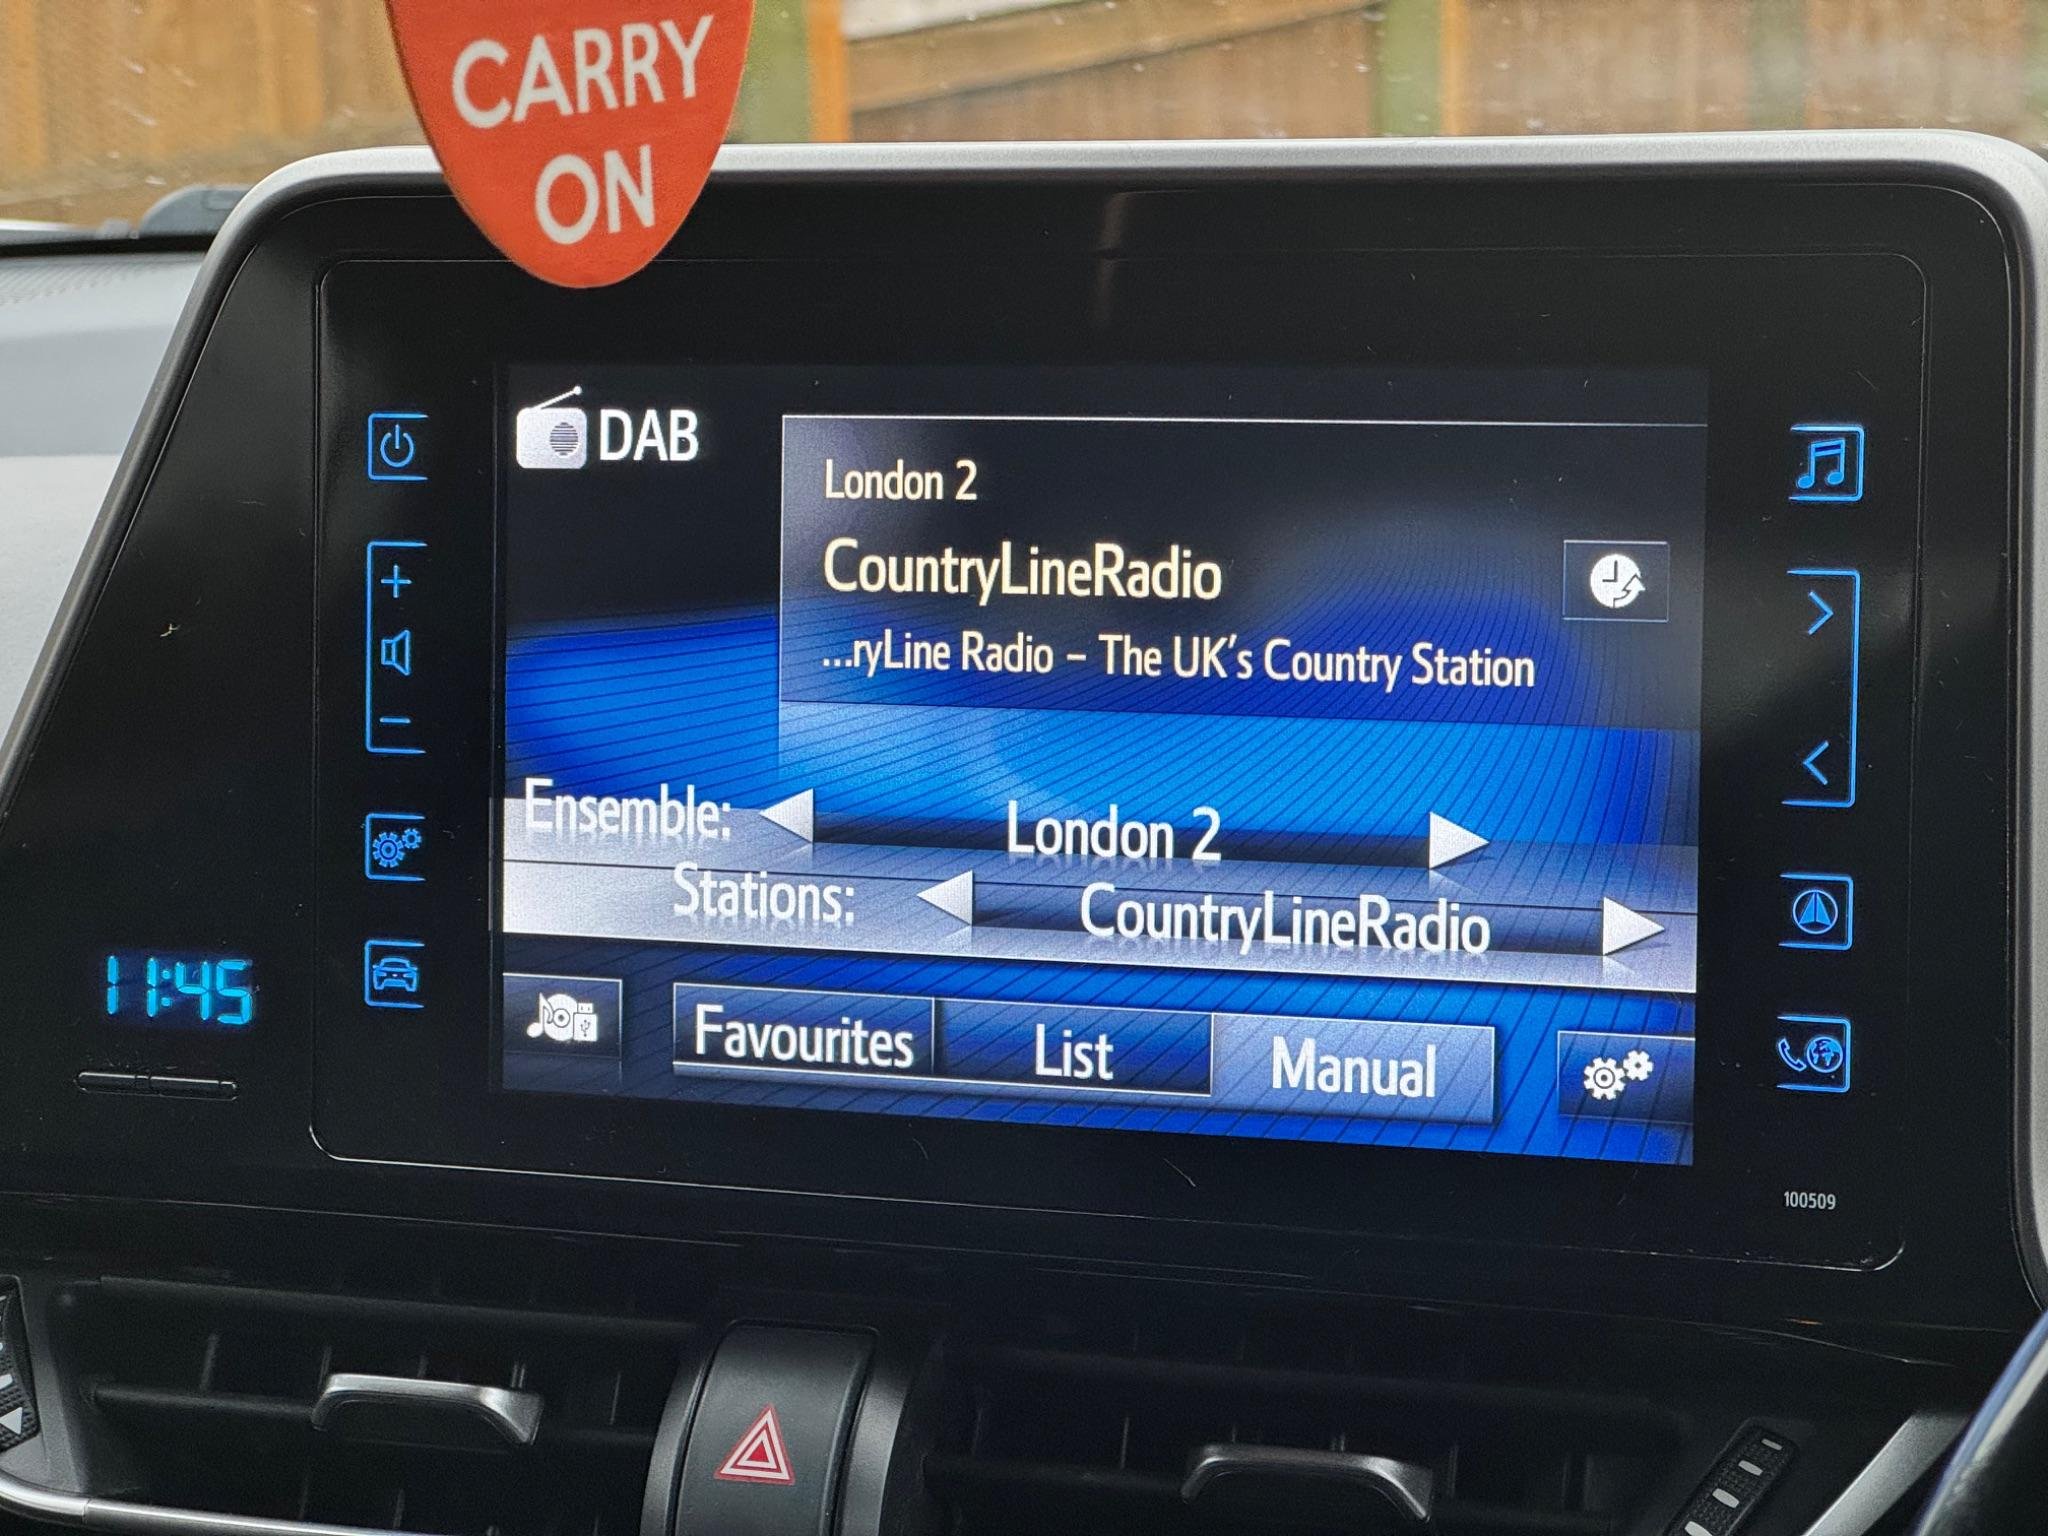 CARRY
ON
DAB
London 2
CountryLineRadio
...ryLine Radio – The UK's Country Station
Ensemble: London 2
Stations: CountryLineRadio
Favourites List Manual
11:45
100509